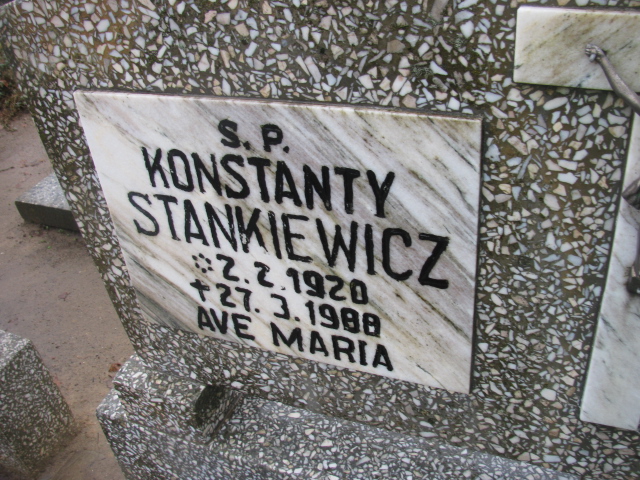 Ś. P.
KONSTANTY
STANKIEWICZ
* 2. 2. 1920
† 27. 3. 1988
AVE MARIA